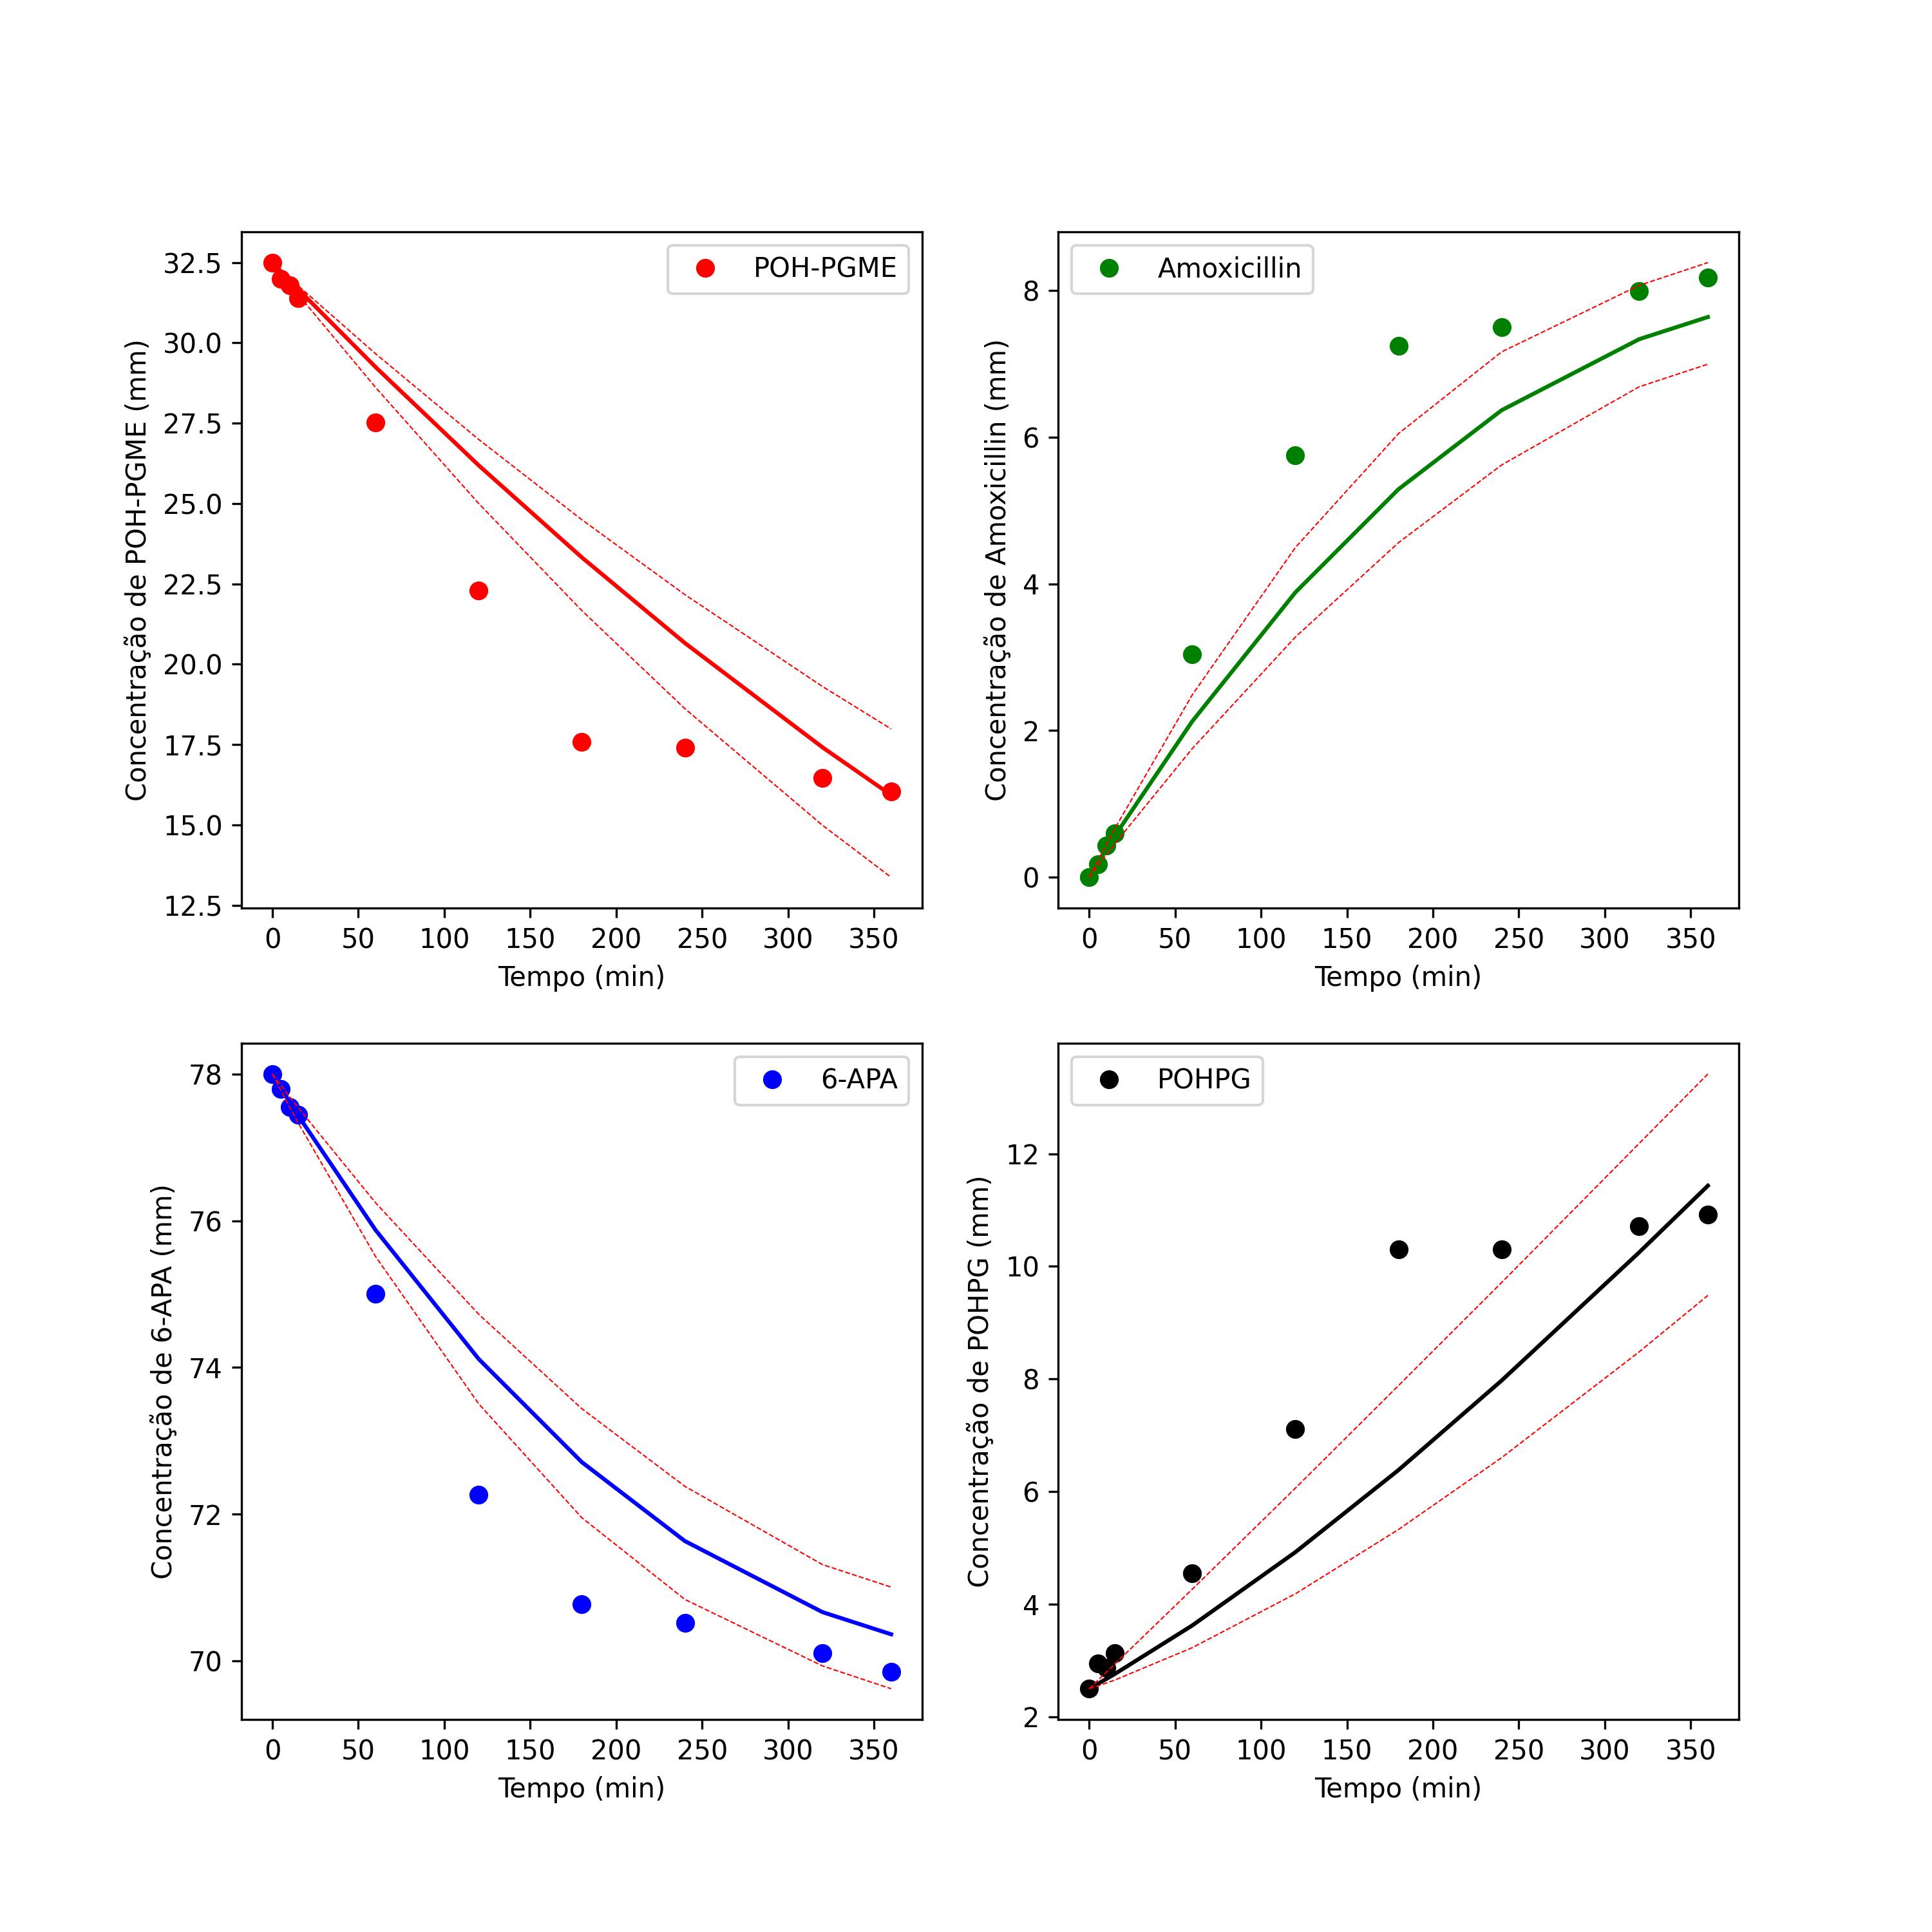 POH-PGME
32.5
30.0
27.5
25.0
22.5
20.0
17.5
15.0
12.5
Concentração de POH-PGME (mm)
0 50 100 150 200 250 300 350
Tempo (min)
Amoxicillin
8
6
4
2
0
Concentração de Amoxicillin (mm)
0 50 100 150 200 250 300 350
Tempo (min)
6-APA
78
76
74
72
70
Concentração de 6-APA (mm)
0 50 100 150 200 250 300 350
Tempo (min)
POHPG
12
10
8
6
4
2
Concentração de POHPG (mm)
0 50 100 150 200 250 300 350
Tempo (min)